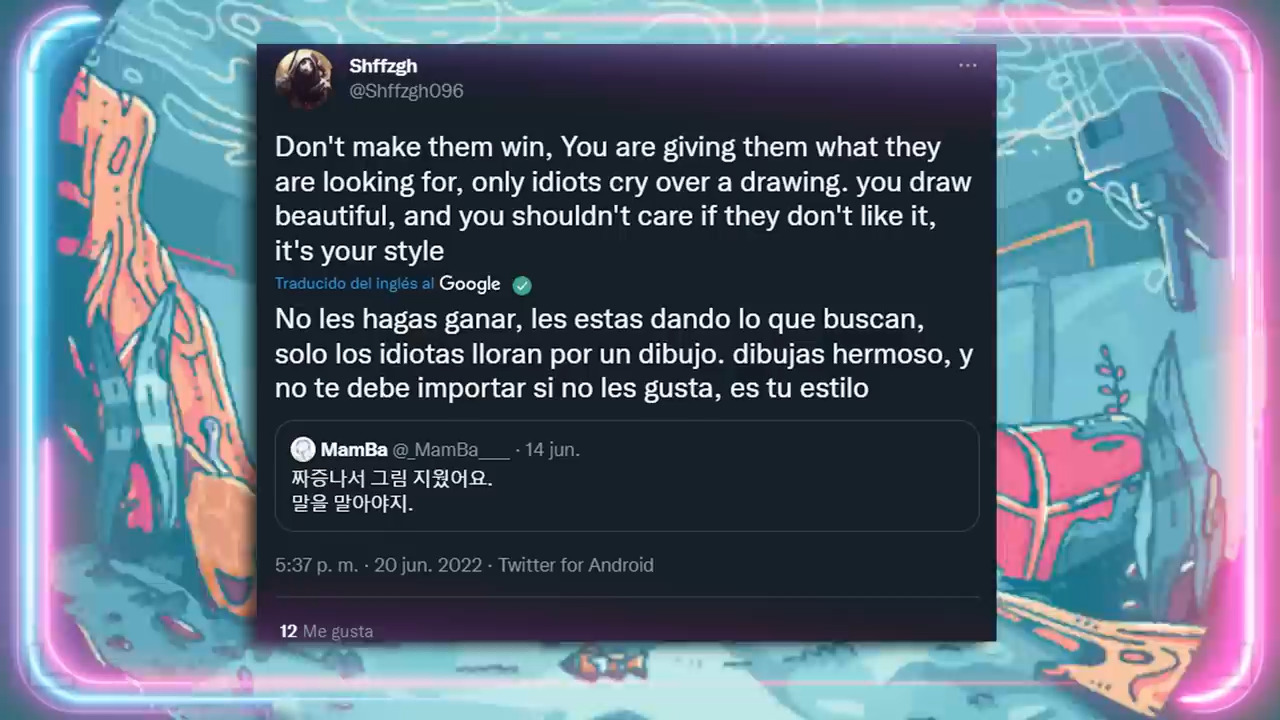 Shffzgh
@Shffzgh096
Don't make them win, You are giving them what they
are looking for, only idiots cry over a drawing. you draw
beautiful, and you shouldn't care if they don't like it,
it's your style
Traducido del inglés al Google
No les hagas ganar, les estas dando lo que buscan,
solo los idiotas lloran por un dibujo. dibujas hermoso, y
no te debe importar si no les gusta, es tu estilo
MamBa @_MamBa___ · 14 jun.
짜증나서 그림 지웠어요.
말을 말아야지.
5:37 p. m. · 20 jun. 2022 · Twitter for Android
12 Me gusta